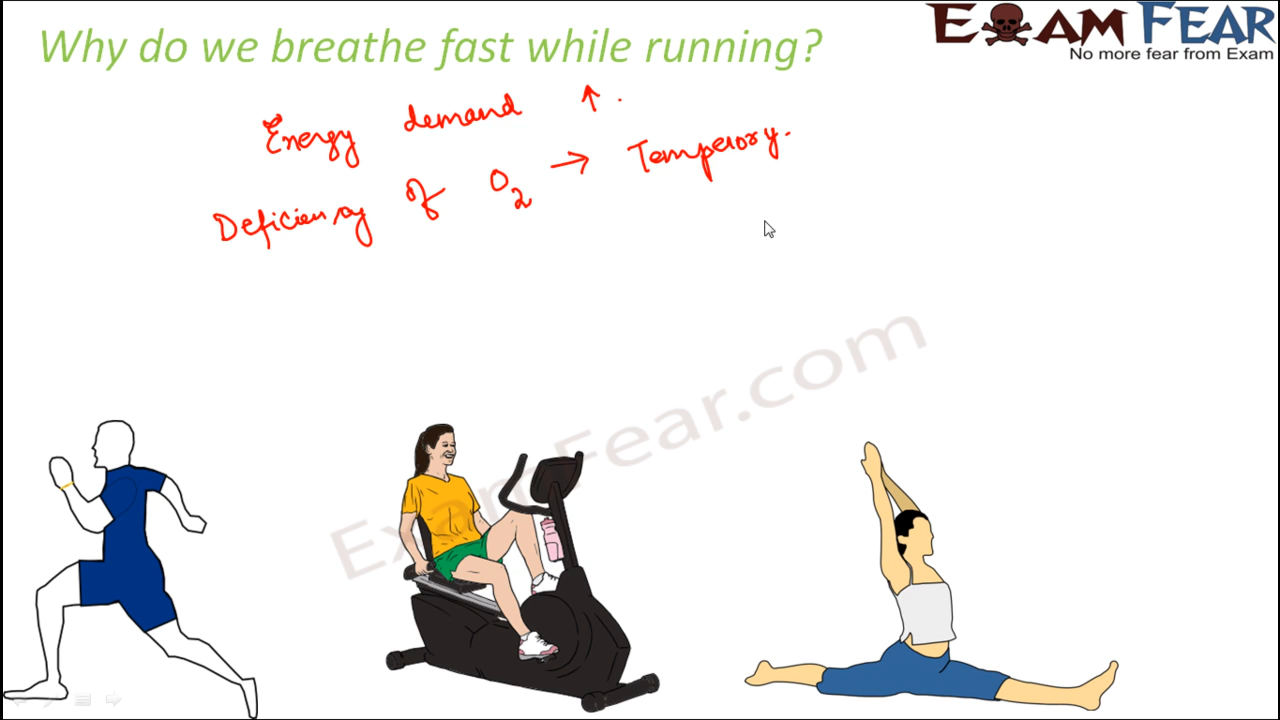 Why do we breathe fast while running?
EXAM FEAR
No more fear from Exam
Energy demand ↑.
Deficiency of O2 → Temperory.
ExamFear.com